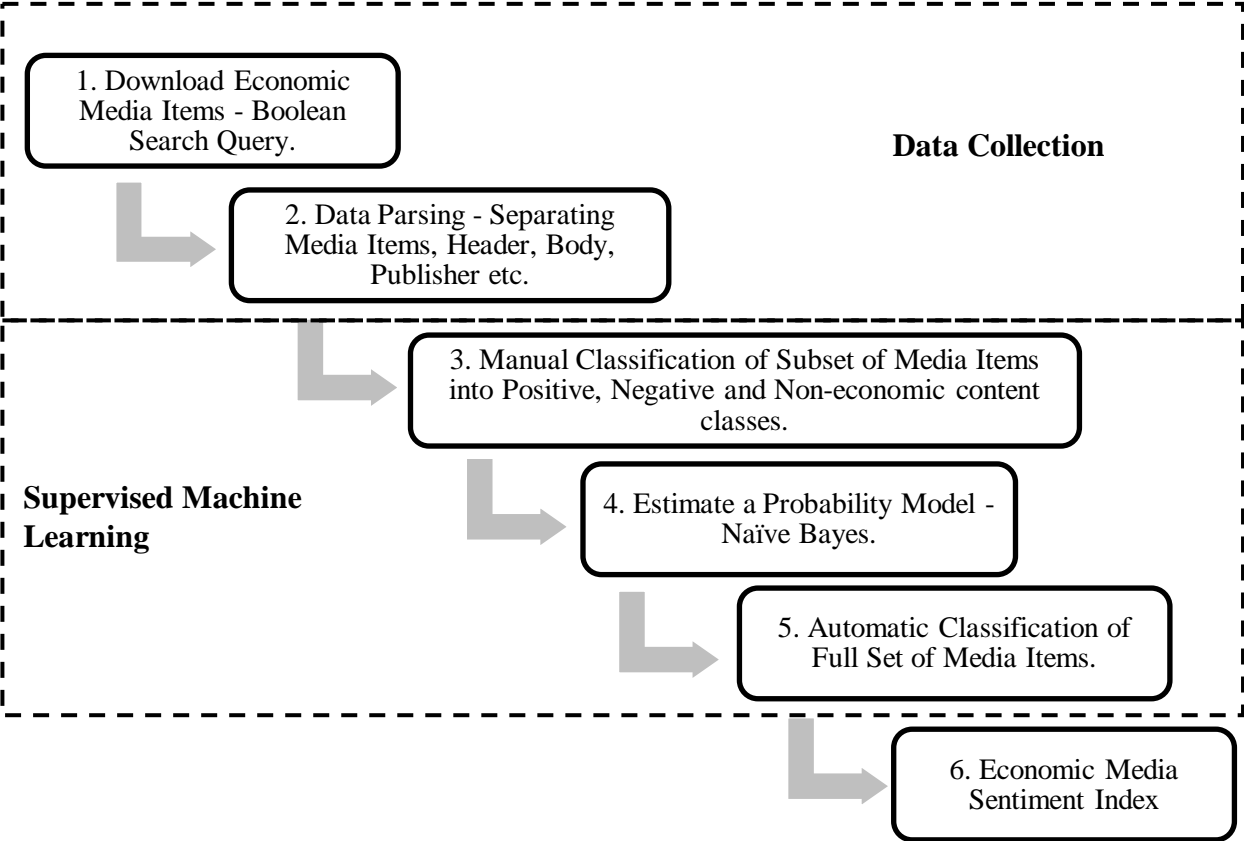 1. Download Economic
Media Items - Boolean
Search Query.
Data Collection
2. Data Parsing - Separating
Media Items, Header, Body,
Publisher etc.
3. Manual Classification of Subset of Media Items
into Positive, Negative and Non-economic content
classes.
Supervised Machine
Learning
4. Estimate a Probability Model -
Naïve Bayes.
5. Automatic Classification of
Full Set of Media Items.
6. Economic Media
Sentiment Index